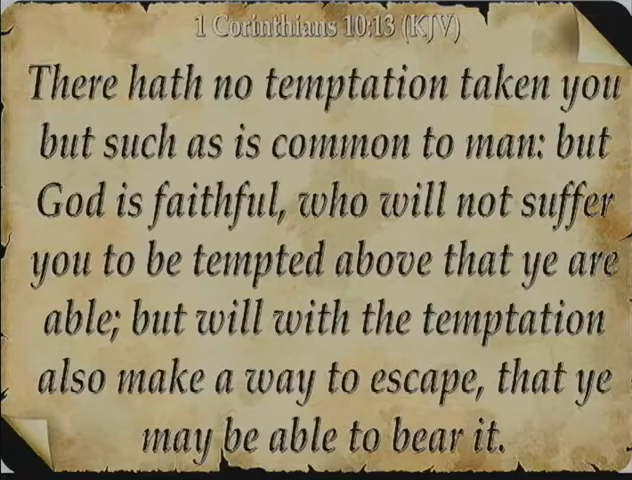 1 Corinthians 10:13 (KJV)
There hath no temptation taken you
but such as is common to man: but
God is faithful, who will not suffer
you to be tempted above that ye are
able; but will with the temptation
also make a way to escape, that ye
may be able to bear it.